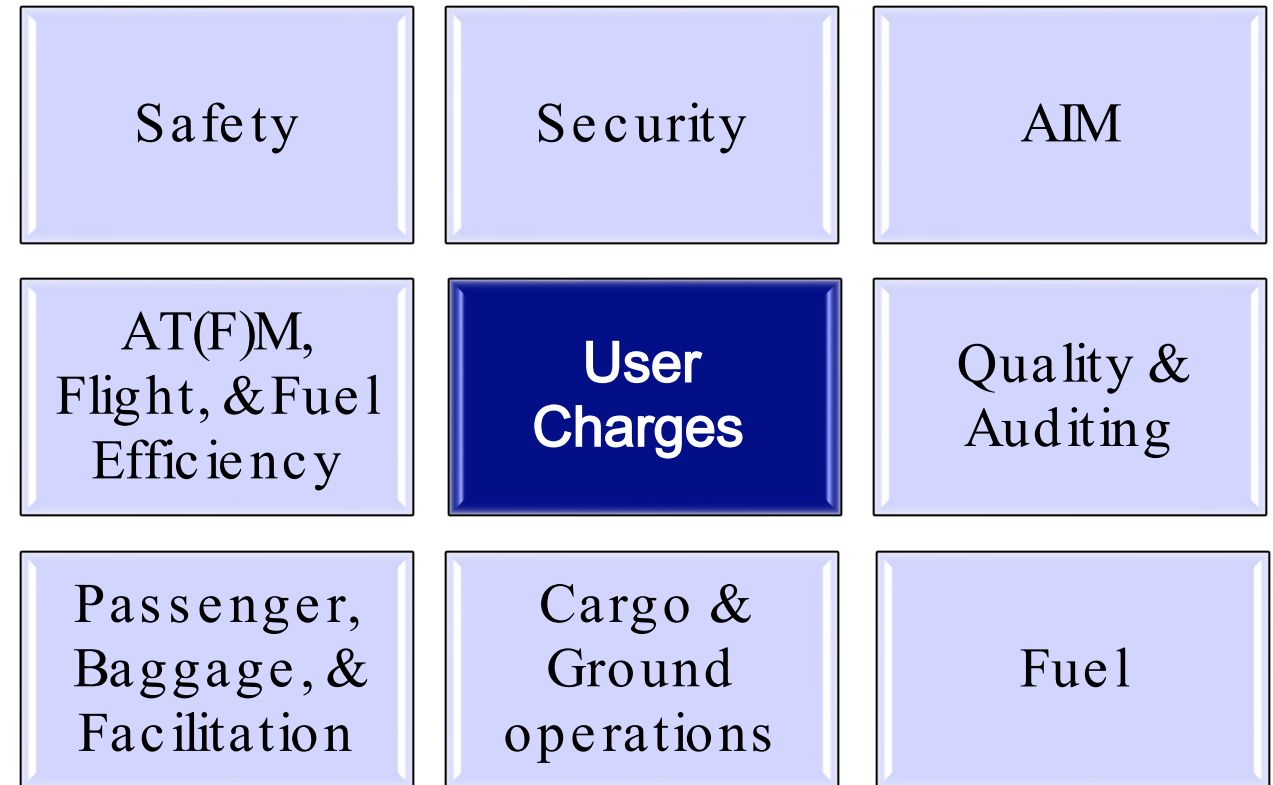 Safety
Security
AIM
AT(F)M,
Flight, & Fuel
Efficiency
User
Charges
Quality &
Auditing
Passenger,
Baggage, &
Facilitation
Cargo &
Ground
operations
Fuel